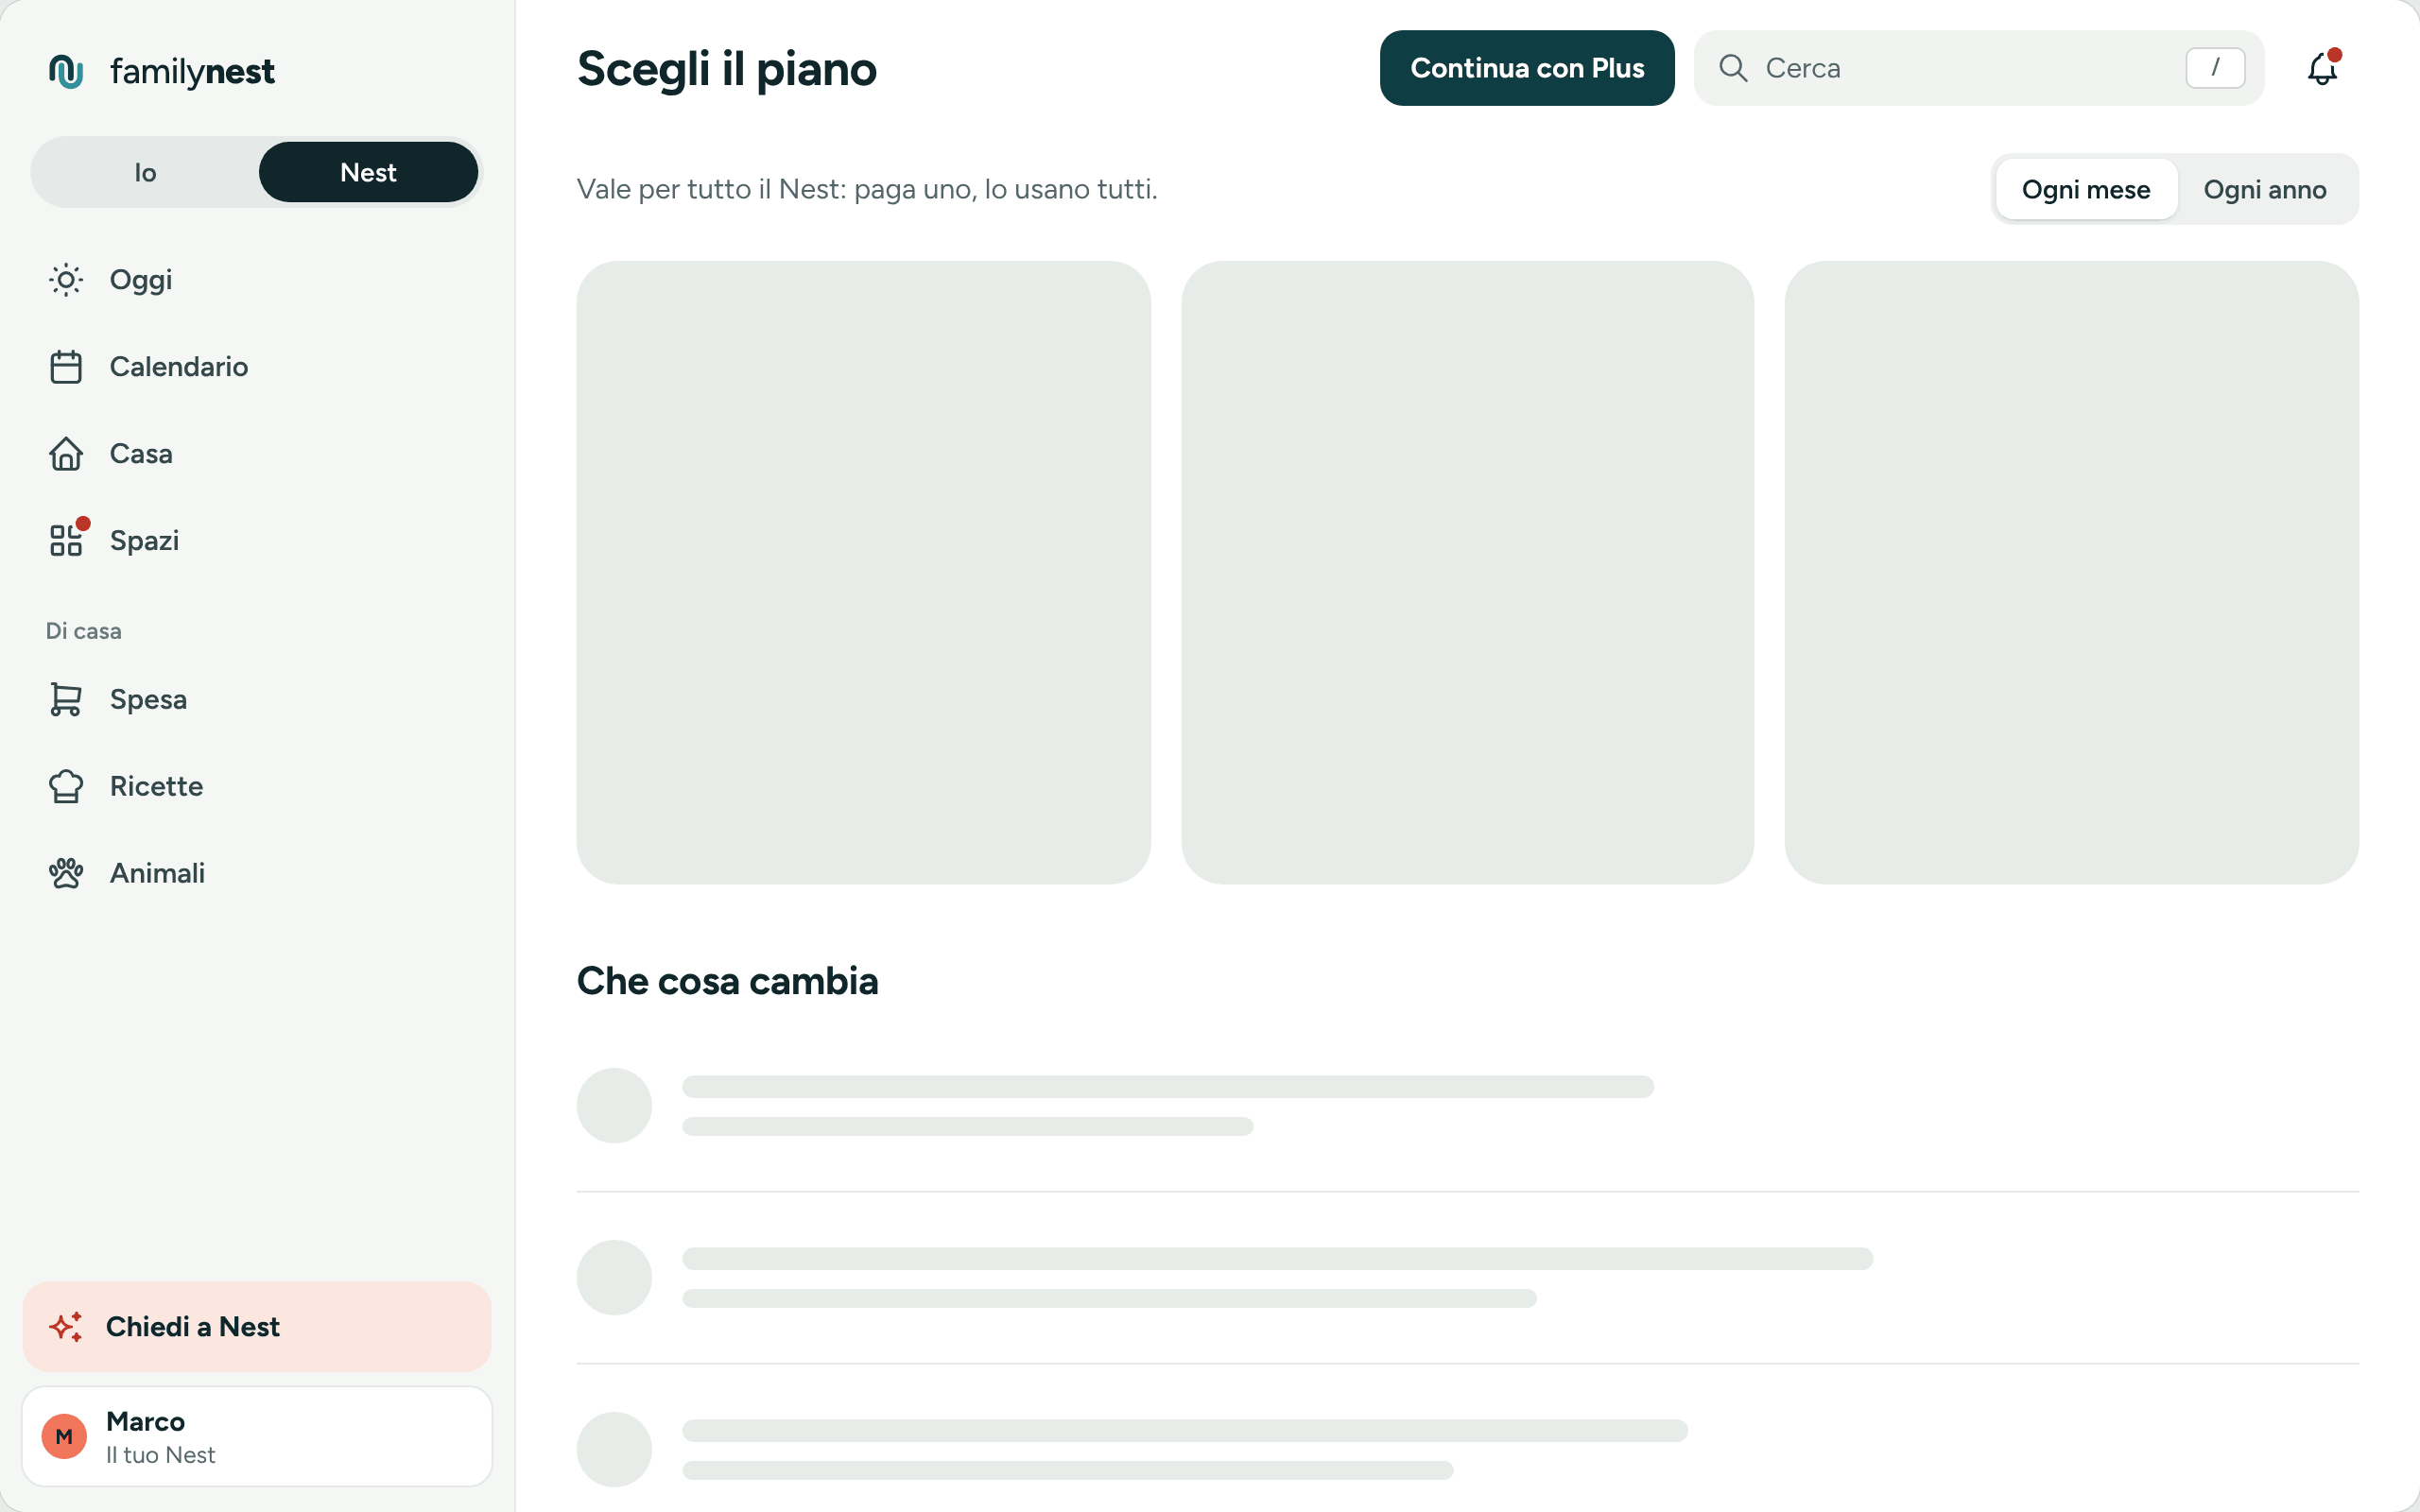 familynest
Io
Nest
Oggi
Calendario
Casa
Spazi
Di casa
Spesa
Ricette
Animali
Chiedi a Nest
M
Marco
Il tuo Nest
Scegli il piano
Continua con Plus
Cerca
/
Vale per tutto il Nest: paga uno, lo usano tutti.
Ogni mese
Ogni anno
Che cosa cambia